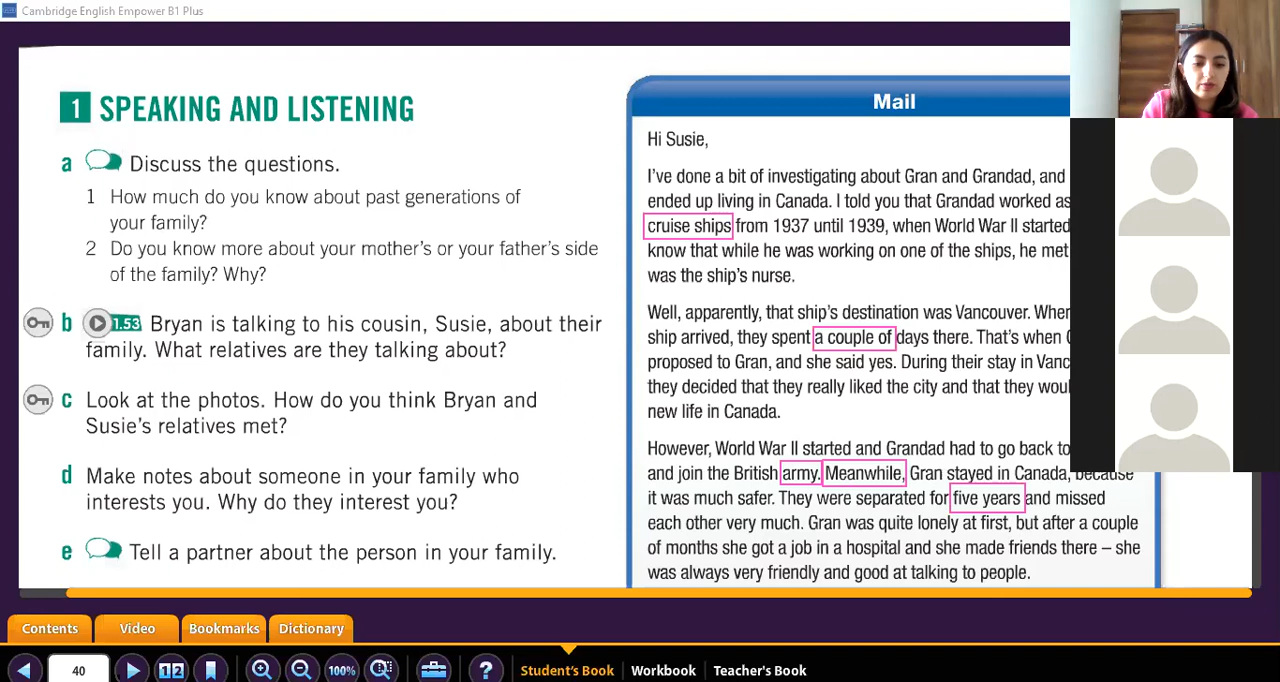 Cambridge English Empower B1 Plus
1 SPEAKING AND LISTENING
a Discuss the questions.
1 How much do you know about past generations of
your family?
2 Do you know more about your mother's or your father's side
of the family? Why?
b 1.53 Bryan is talking to his cousin, Susie, about their
family. What relatives are they talking about?
c Look at the photos. How do you think Bryan and
Susie's relatives met?
d Make notes about someone in your family who
interests you. Why do they interest you?
e Tell a partner about the person in your family.
Mail
Hi Susie,
I've done a bit of investigating about Gran and Grandad, and
ended up living in Canada. I told you that Grandad worked as
cruise ships from 1937 until 1939, when World War II started
know that while he was working on one of the ships, he met
was the ship's nurse.
Well, apparently, that ship's destination was Vancouver. When
ship arrived, they spent a couple of days there. That's when
proposed to Gran, and she said yes. During their stay in Vanc
they decided that they really liked the city and that they woul
new life in Canada.
However, World War II started and Grandad had to go back to
and join the British army. Meanwhile, Gran stayed in Canada, because
it was much safer. They were separated for five years and missed
each other very much. Gran was quite lonely at first, but after a couple
of months she got a job in a hospital and she made friends there – she
was always very friendly and good at talking to people.
Contents Video Bookmarks Dictionary
40 1 2 100% ? Student's Book Workbook Teacher's Book